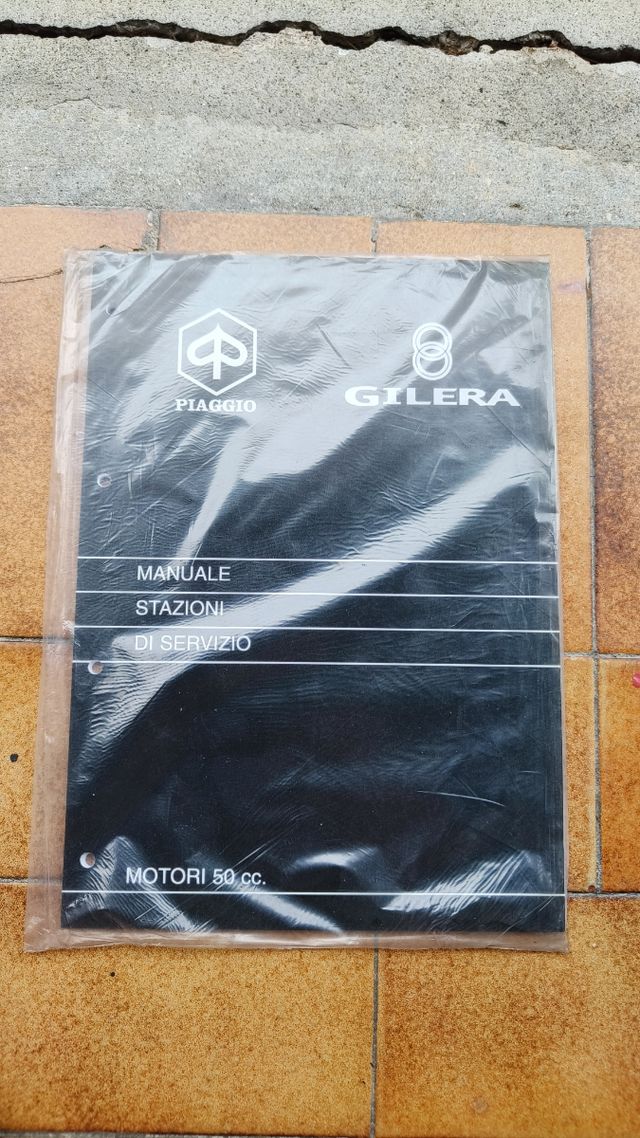 PIAGGIO
GILERA
MANUALE
STAZIONI
DI SERVIZIO
MOTORI 50 cc.